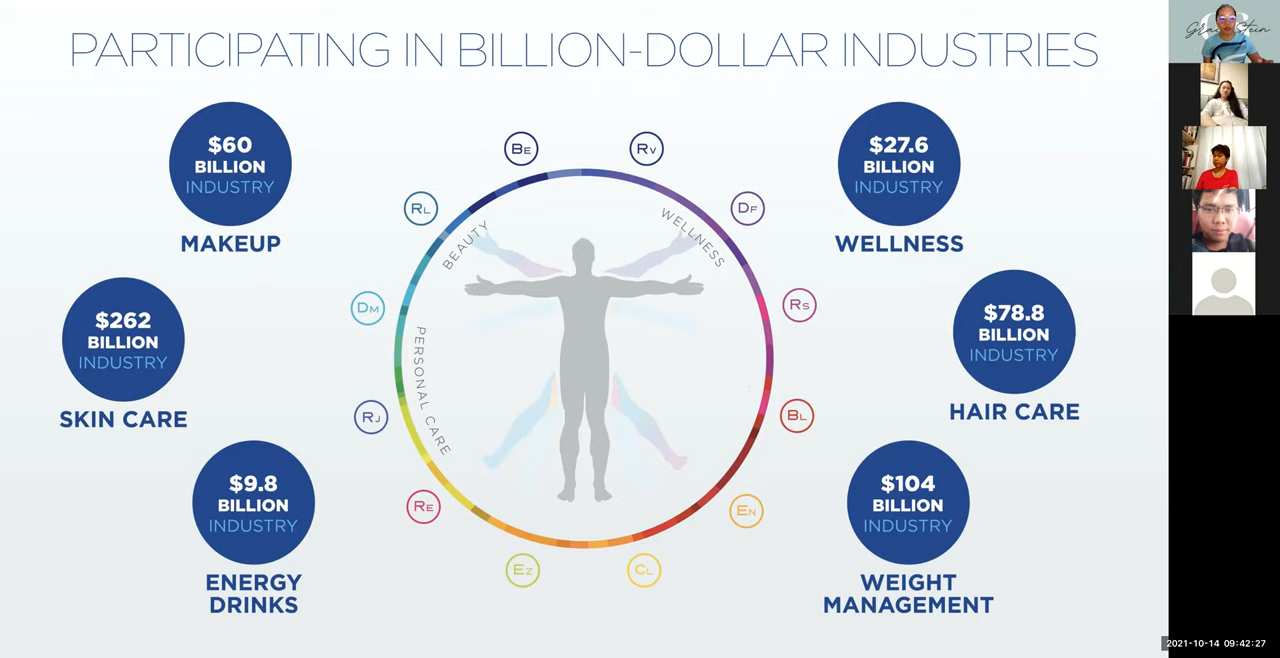 PARTICIPATING IN BILLION-DOLLAR INDUSTRIES
$60
BILLION
INDUSTRY
MAKEUP
$262
BILLION
INDUSTRY
SKIN CARE
$9.8
BILLION
INDUSTRY
ENERGY
DRINKS
BE
RV
RL
DF
DM
RS
RJ
BL
RE
EN
EZ
CL
BEAUTY
WELLNESS
PERSONAL CARE
$27.6
BILLION
INDUSTRY
WELLNESS
$78.8
BILLION
INDUSTRY
HAIR CARE
$104
BILLION
INDUSTRY
WEIGHT
MANAGEMENT
2021-10-14 09:42:27